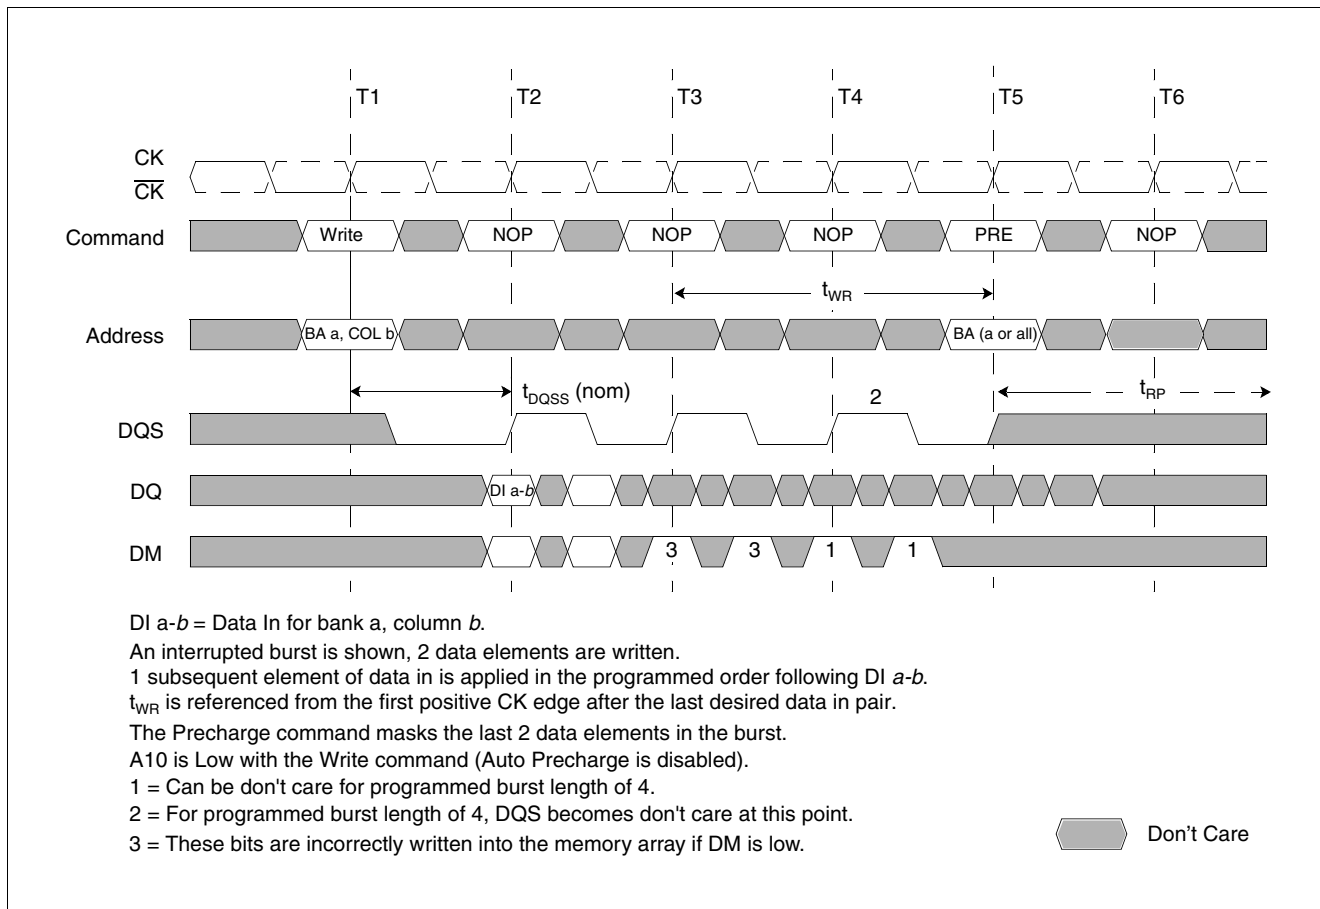 T1 T2 T3 T4 T5 T6
CK
CK
Command Write NOP NOP NOP PRE NOP
tWR
Address BA a, COL b BA (a or all)
tDQSS (nom) 2 tRP
DQS
DQ DI a-b
DM 3 3 1 1
DI a-b = Data In for bank a, column b.
An interrupted burst is shown, 2 data elements are written.
1 subsequent element of data in is applied in the programmed order following DI a-b.
tWR is referenced from the first positive CK edge after the last desired data in pair.
The Precharge command masks the last 2 data elements in the burst.
A10 is Low with the Write command (Auto Precharge is disabled).
1 = Can be don't care for programmed burst length of 4.
2 = For programmed burst length of 4, DQS becomes don't care at this point.
3 = These bits are incorrectly written into the memory array if DM is low.
Don't Care